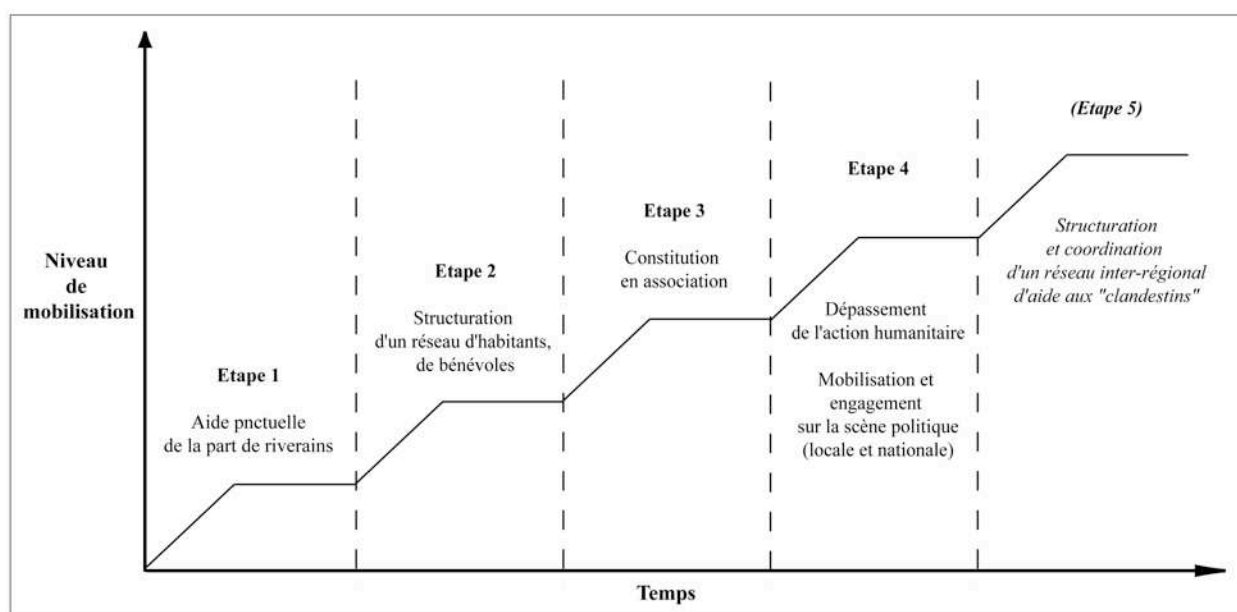 Niveau
de
mobilisation
Etape 1
Aide pnctuelle
de la part de riverains
Etape 2
Structuration
d'un réseau d'habitants,
de bénévoles
Etape 3
Constitution
en association
Etape 4
Dépassement
de l'action humanitaire
Mobilisation et
engagement
sur la scène politique
(locale et nationale)
(Etape 5)
Structuration
et coordination
d'un réseau inter-régional
d'aide aux "clandestins"
Temps